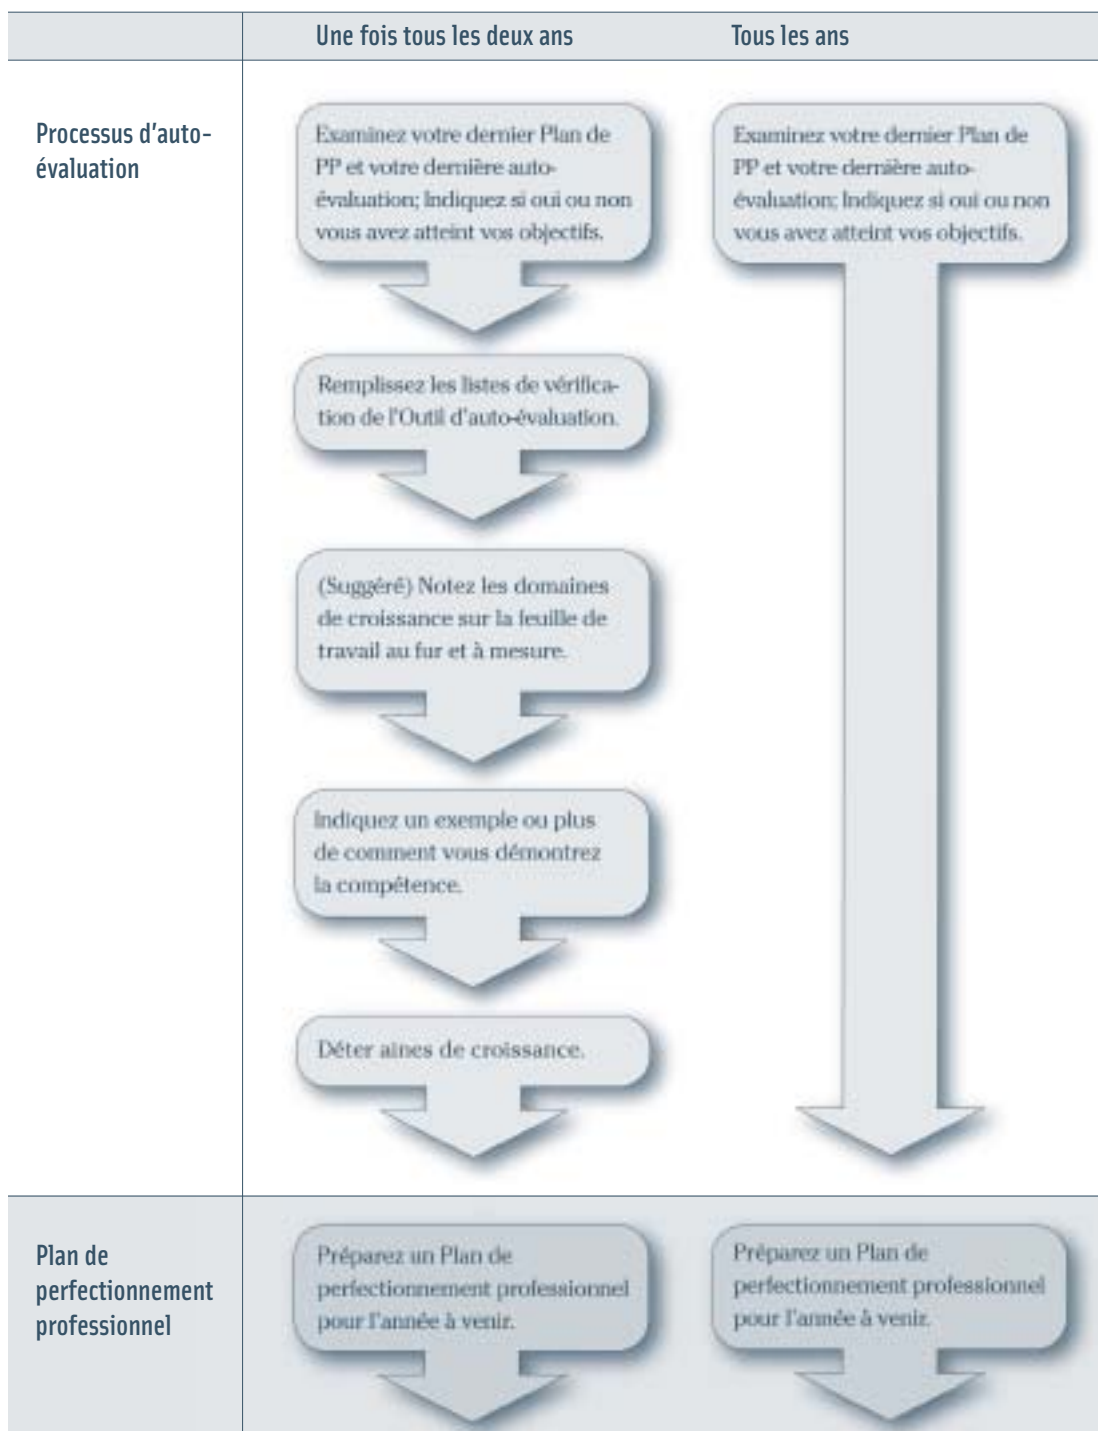 Une fois tous les deux ans
Tous les ans
Processus d'auto-
évaluation
Examinez votre dernier Plan de
PP et votre dernière auto-
évaluation; Indiquez si oui ou non
vous avez atteint vos objectifs.
Examinez votre dernier Plan de
PP et votre dernière auto-
évaluation; Indiquez si oui ou non
vous avez atteint vos objectifs.
Remplissez les listes de vérifica-
tion de l'Outil d'auto-évaluation.
(Suggéré) Notez les domaines
de croissance sur la feuille de
travail au fur et à mesure.
Indiquez un exemple ou plus
de comment vous démontrez
la compétence.
Déter aines de croissance.
Plan de
perfectionnement
professionnel
Préparez un Plan de
perfectionnement professionnel
pour l'année à venir.
Préparez un Plan de
perfectionnement professionnel
pour l'année à venir.